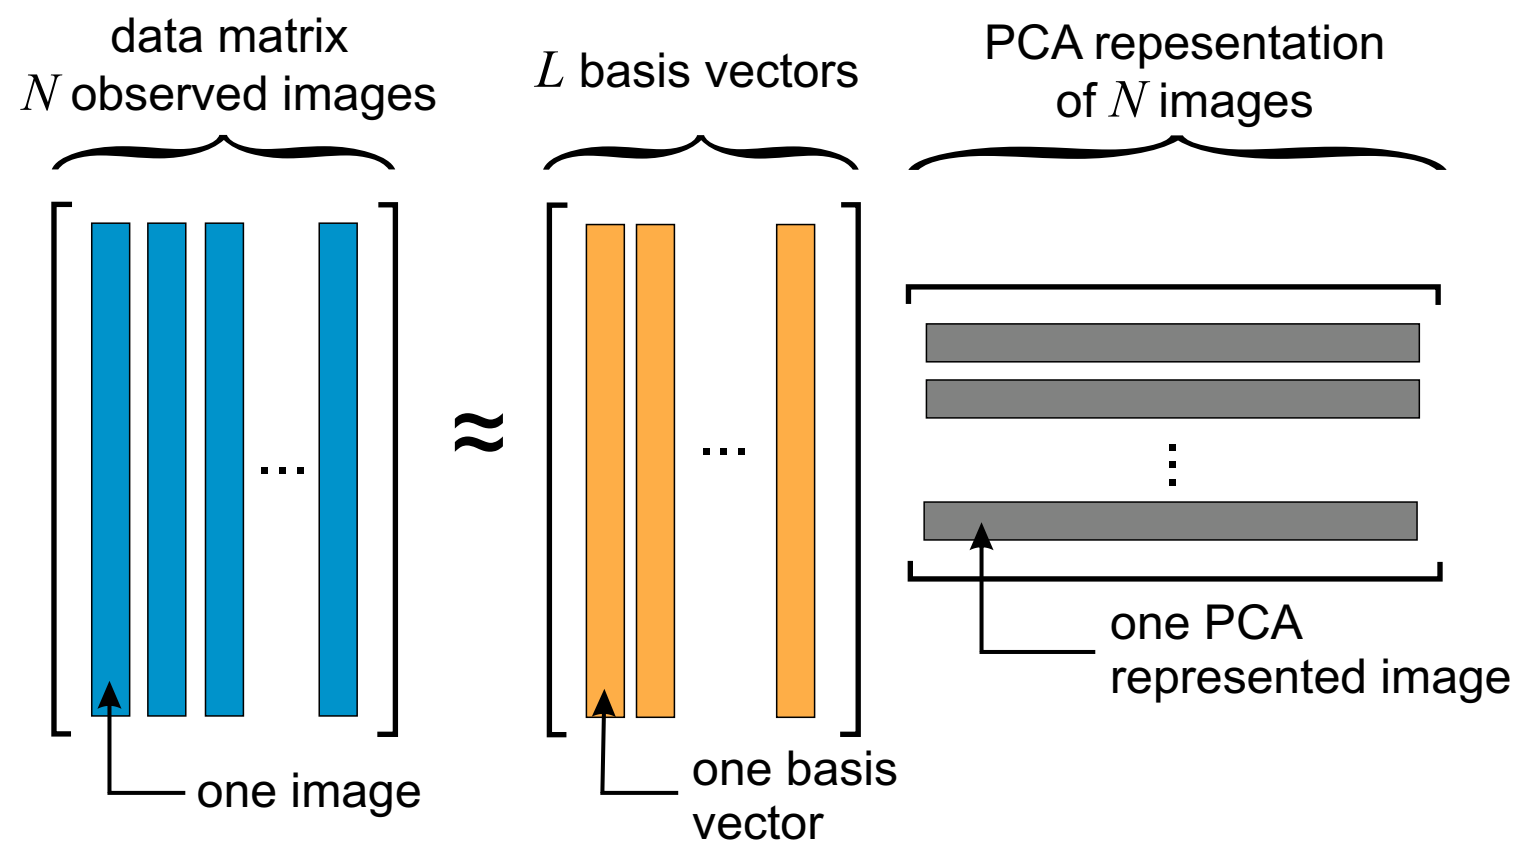 data matrix
N observed images
L basis vectors
PCA repesentation
of N images
...
≈
...
⋮
one PCA
represented image
one image
one basis
vector